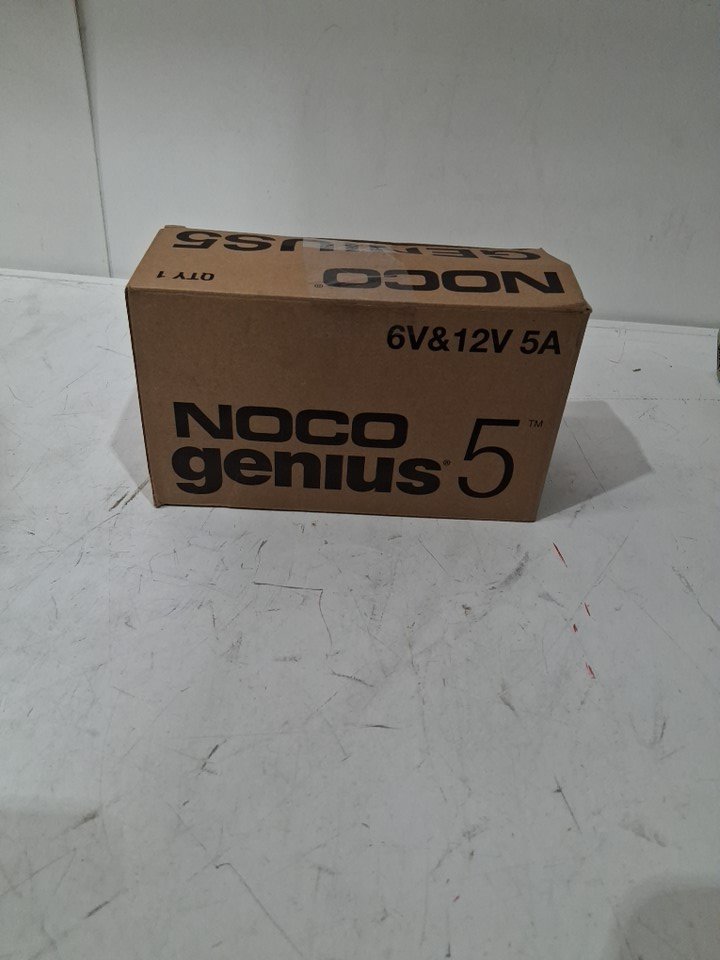 GENIUS5
NOCO®
QTY 1
6V&12V 5A
NOCO
genius® 5™